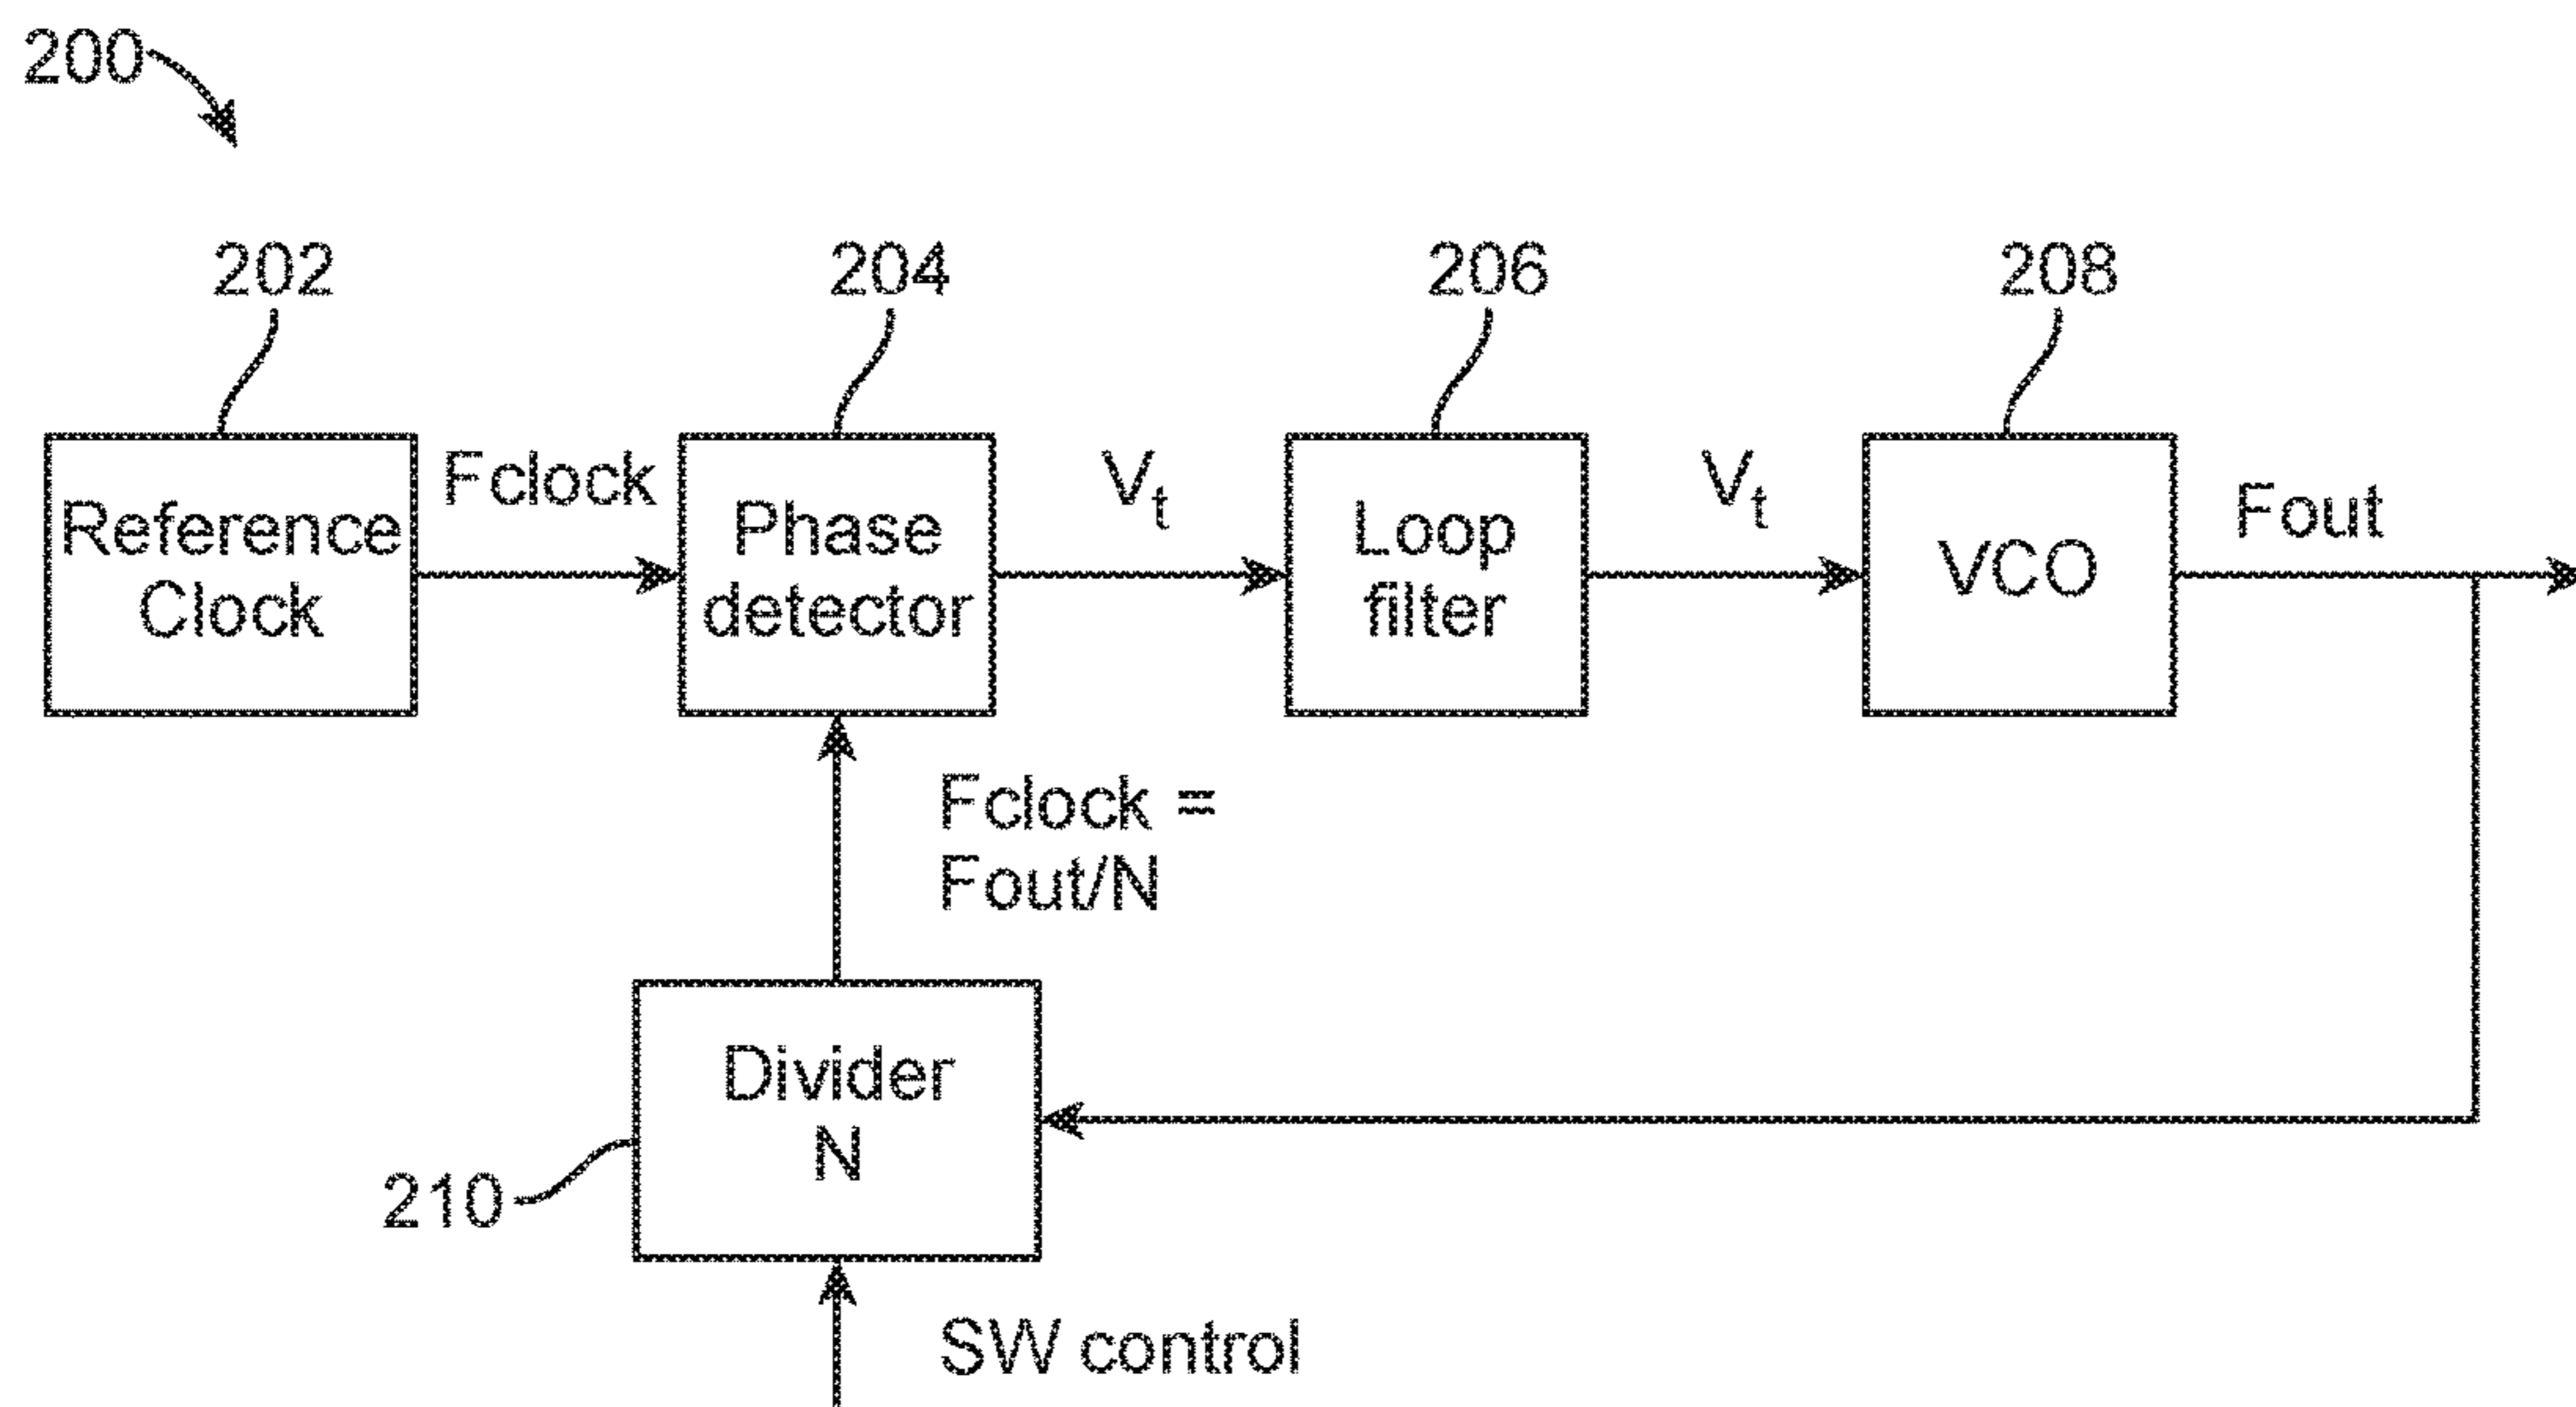 200
202
204
206
208
Reference
Clock
Fclock
Phase
detector
Vt
Loop
filter
Vt
VCO
Fout
Fclock =
Fout/N
Divider
N
210
SW control